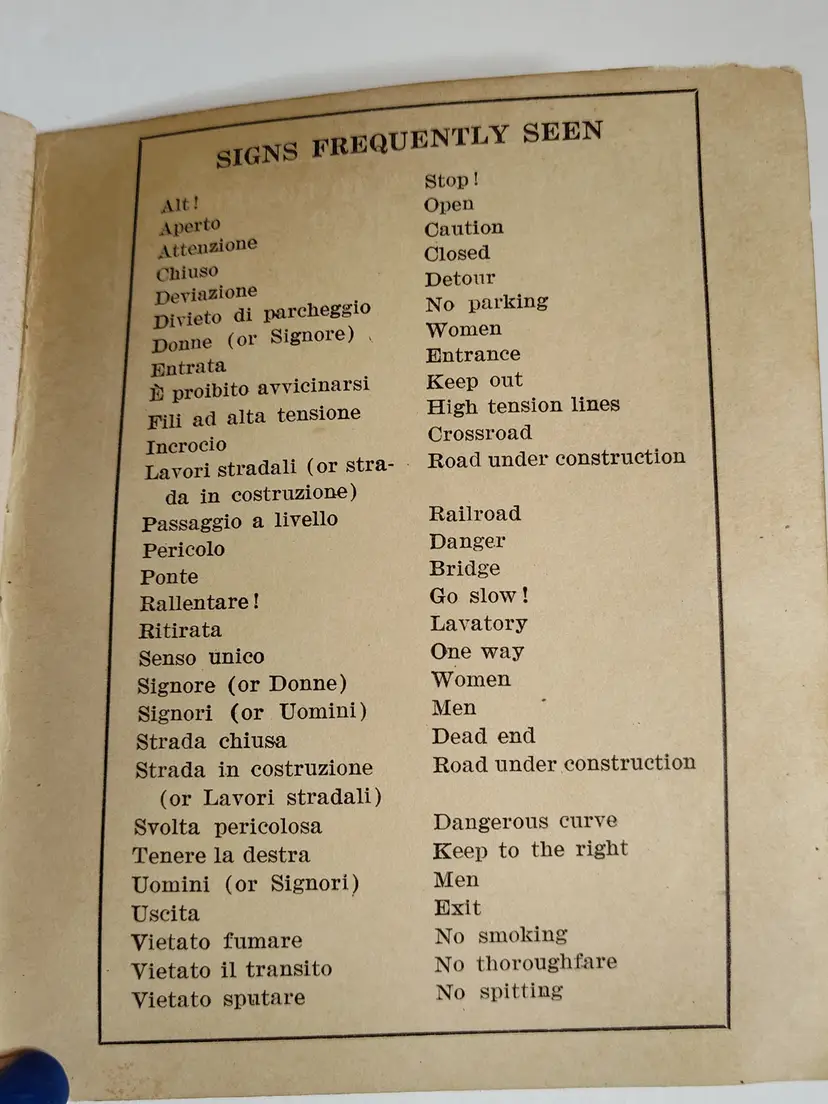 SIGNS FREQUENTLY SEEN
Alt! Stop!
Aperto Open
Attenzione Caution
Chiuso Closed
Deviazione Detour
Divieto di parcheggio No parking
Donne (or Signore) Women
Entrata Entrance
È proibito avvicinarsi Keep out
Fili ad alta tensione High tension lines
Incrocio Crossroad
Lavori stradali (or stra- Road under construction
da in costruzione)
Passaggio a livello Railroad
Pericolo Danger
Ponte Bridge
Rallentare! Go slow!
Ritirata Lavatory
Senso unico One way
Signore (or Donne) Women
Signori (or Uomini) Men
Strada chiusa Dead end
Strada in costruzione Road under construction
(or Lavori stradali)
Svolta pericolosa Dangerous curve
Tenere la destra Keep to the right
Uomini (or Signori) Men
Uscita Exit
Vietato fumare No smoking
Vietato il transito No thoroughfare
Vietato sputare No spitting